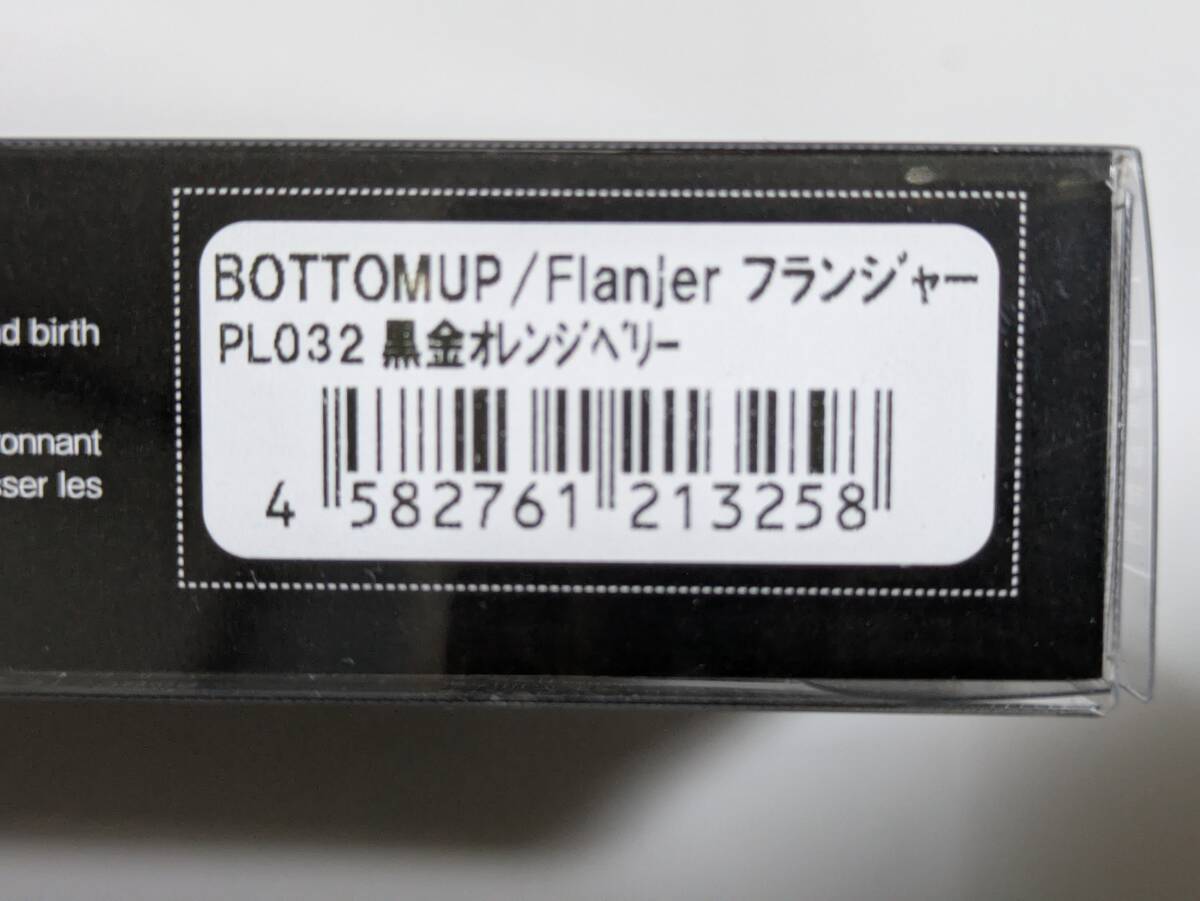 BOTTOMUP/Flanjer フランジャー
PL032 黒金オレンジベリー
4 582761 213258
birth
sser les